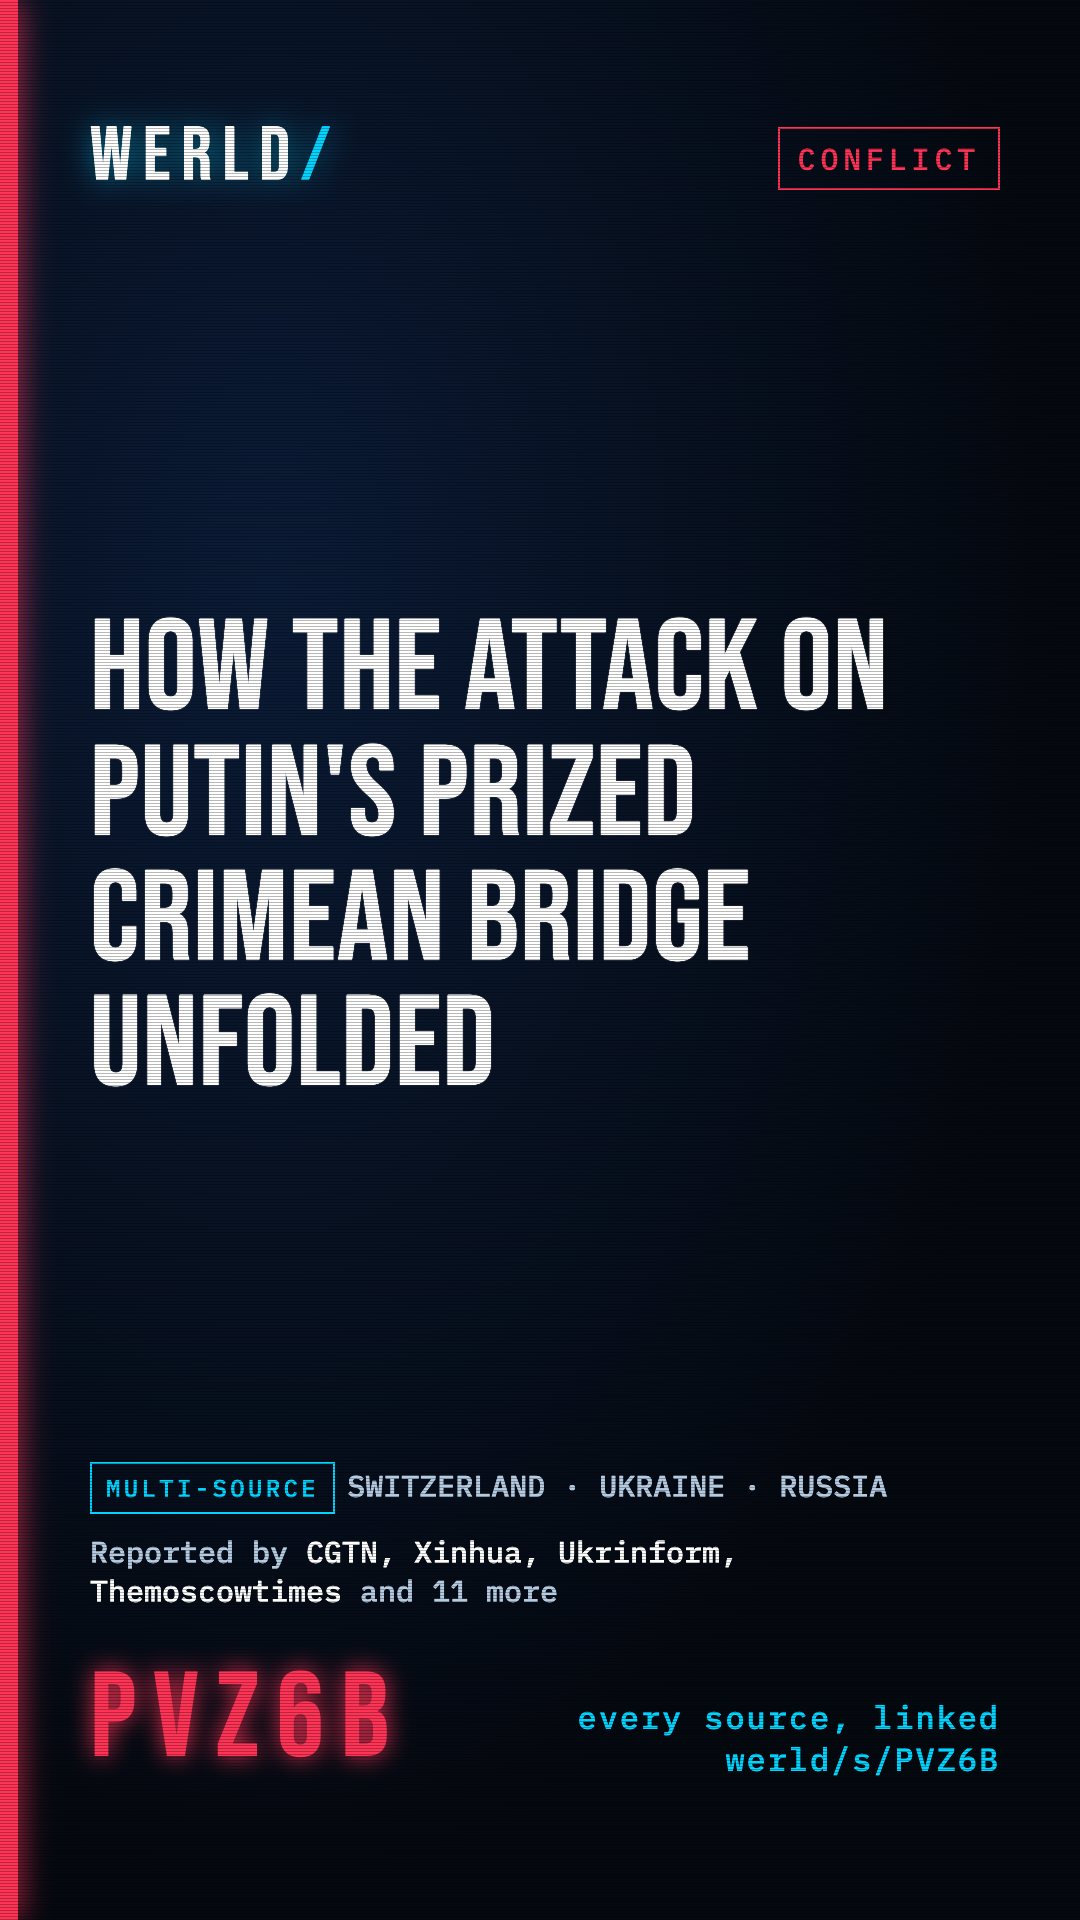 WERLD/
CONFLICT
HOW THE ATTACK ON
PUTIN'S PRIZED
CRIMEAN BRIDGE
UNFOLDED
MULTI-SOURCE SWITZERLAND · UKRAINE · RUSSIA
Reported by CGTN, Xinhua, Ukrinform,
Themoscowtimes and 11 more
PVZ6B
every source, linked
werld/s/PVZ6B